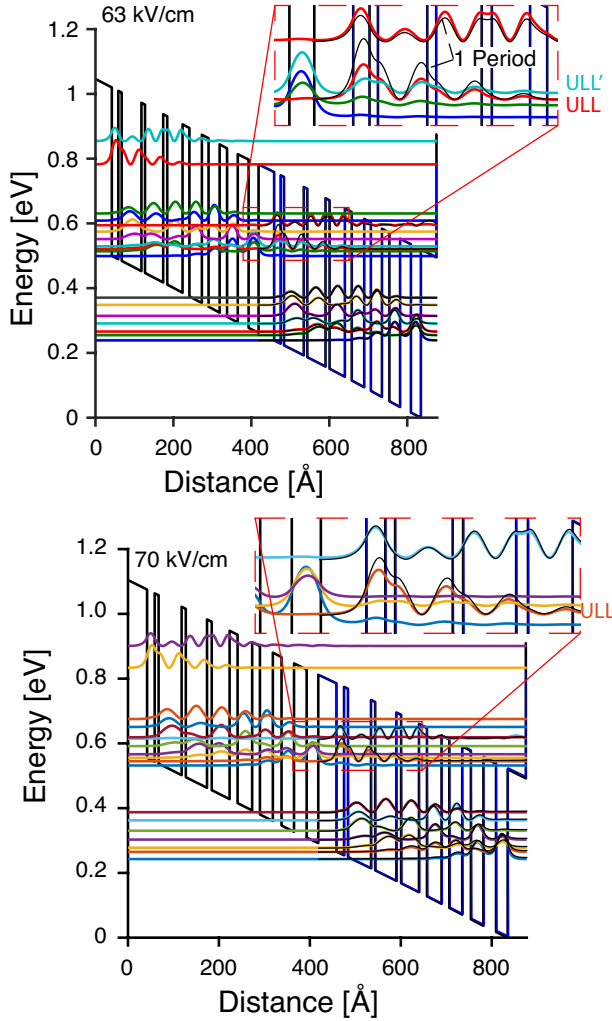 63 kV/cm
1 Period
ULL'
ULL
1.2
1
0.8
0.6
0.4
0.2
0
Energy [eV]
0
200
400
600
800
Distance [Å]
70 kV/cm
ULL
1.2
1.0
0.8
0.6
0.4
0.2
0
Energy [eV]
0
200
400
600
800
Distance [Å]